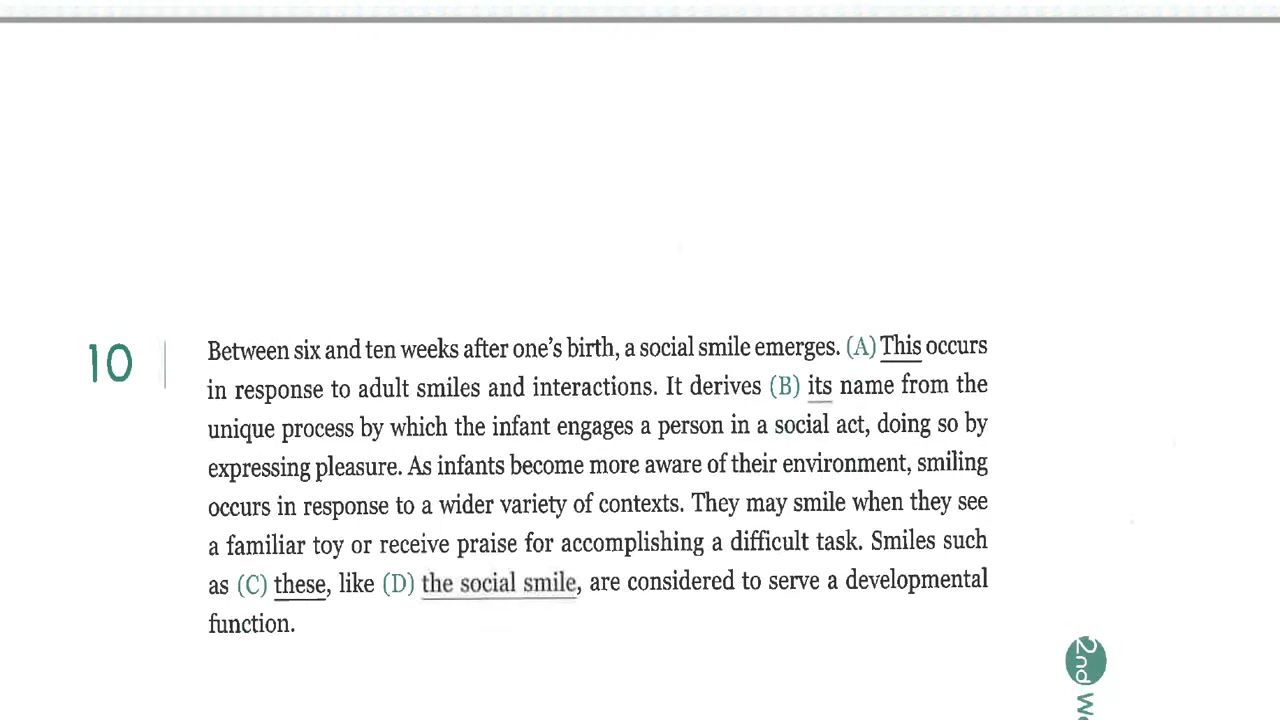 10
Between six and ten weeks after one's birth, a social smile emerges. (A) This occurs
in response to adult smiles and interactions. It derives (B) its name from the
unique process by which the infant engages a person in a social act, doing so by
expressing pleasure. As infants become more aware of their environment, smiling
occurs in response to a wider variety of contexts. They may smile when they see
a familiar toy or receive praise for accomplishing a difficult task. Smiles such
as (C) these, like (D) the social smile, are considered to serve a developmental
function.
2nd